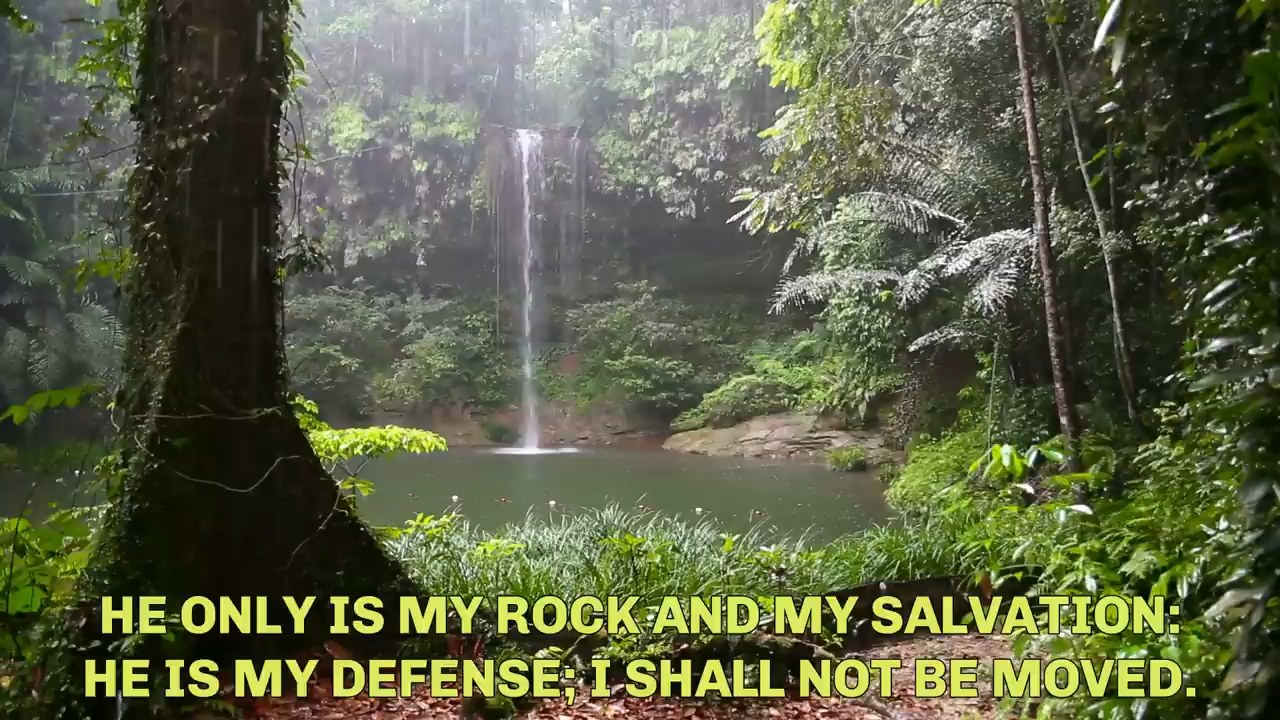 HE ONLY IS MY ROCK AND MY SALVATION:
HE IS MY DEFENSE; I SHALL NOT BE MOVED.